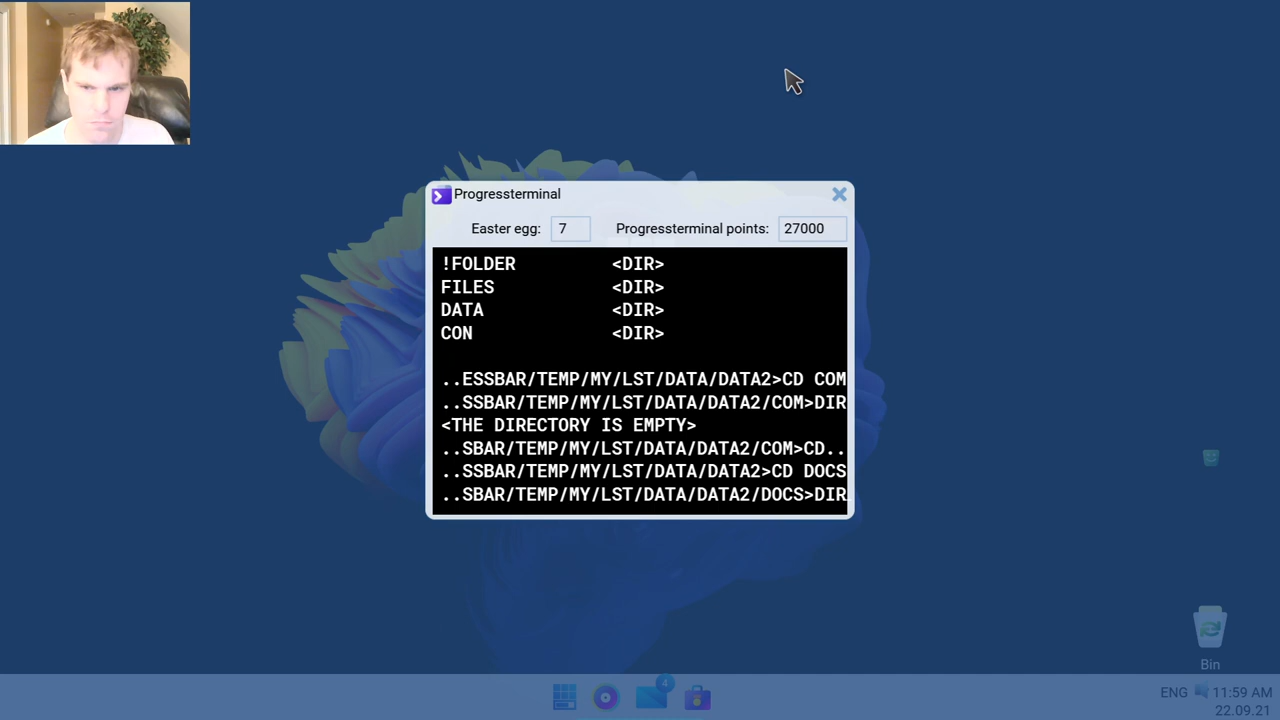 Progressterminal
Easter egg: 7 Progressterminal points: 27000
!FOLDER <DIR>
FILES <DIR>
DATA <DIR>
CON <DIR>
..ESSBAR/TEMP/MY/LST/DATA/DATA2>CD COM
..SSBAR/TEMP/MY/LST/DATA/DATA2/COM>DIR
<THE DIRECTORY IS EMPTY>
..SBAR/TEMP/MY/LST/DATA/DATA2/COM>CD..
..SSBAR/TEMP/MY/LST/DATA/DATA2>CD DOCS
..SBAR/TEMP/MY/LST/DATA/DATA2/DOCS>DIR
Bin
4
ENG 11:59 AM
22.09.21